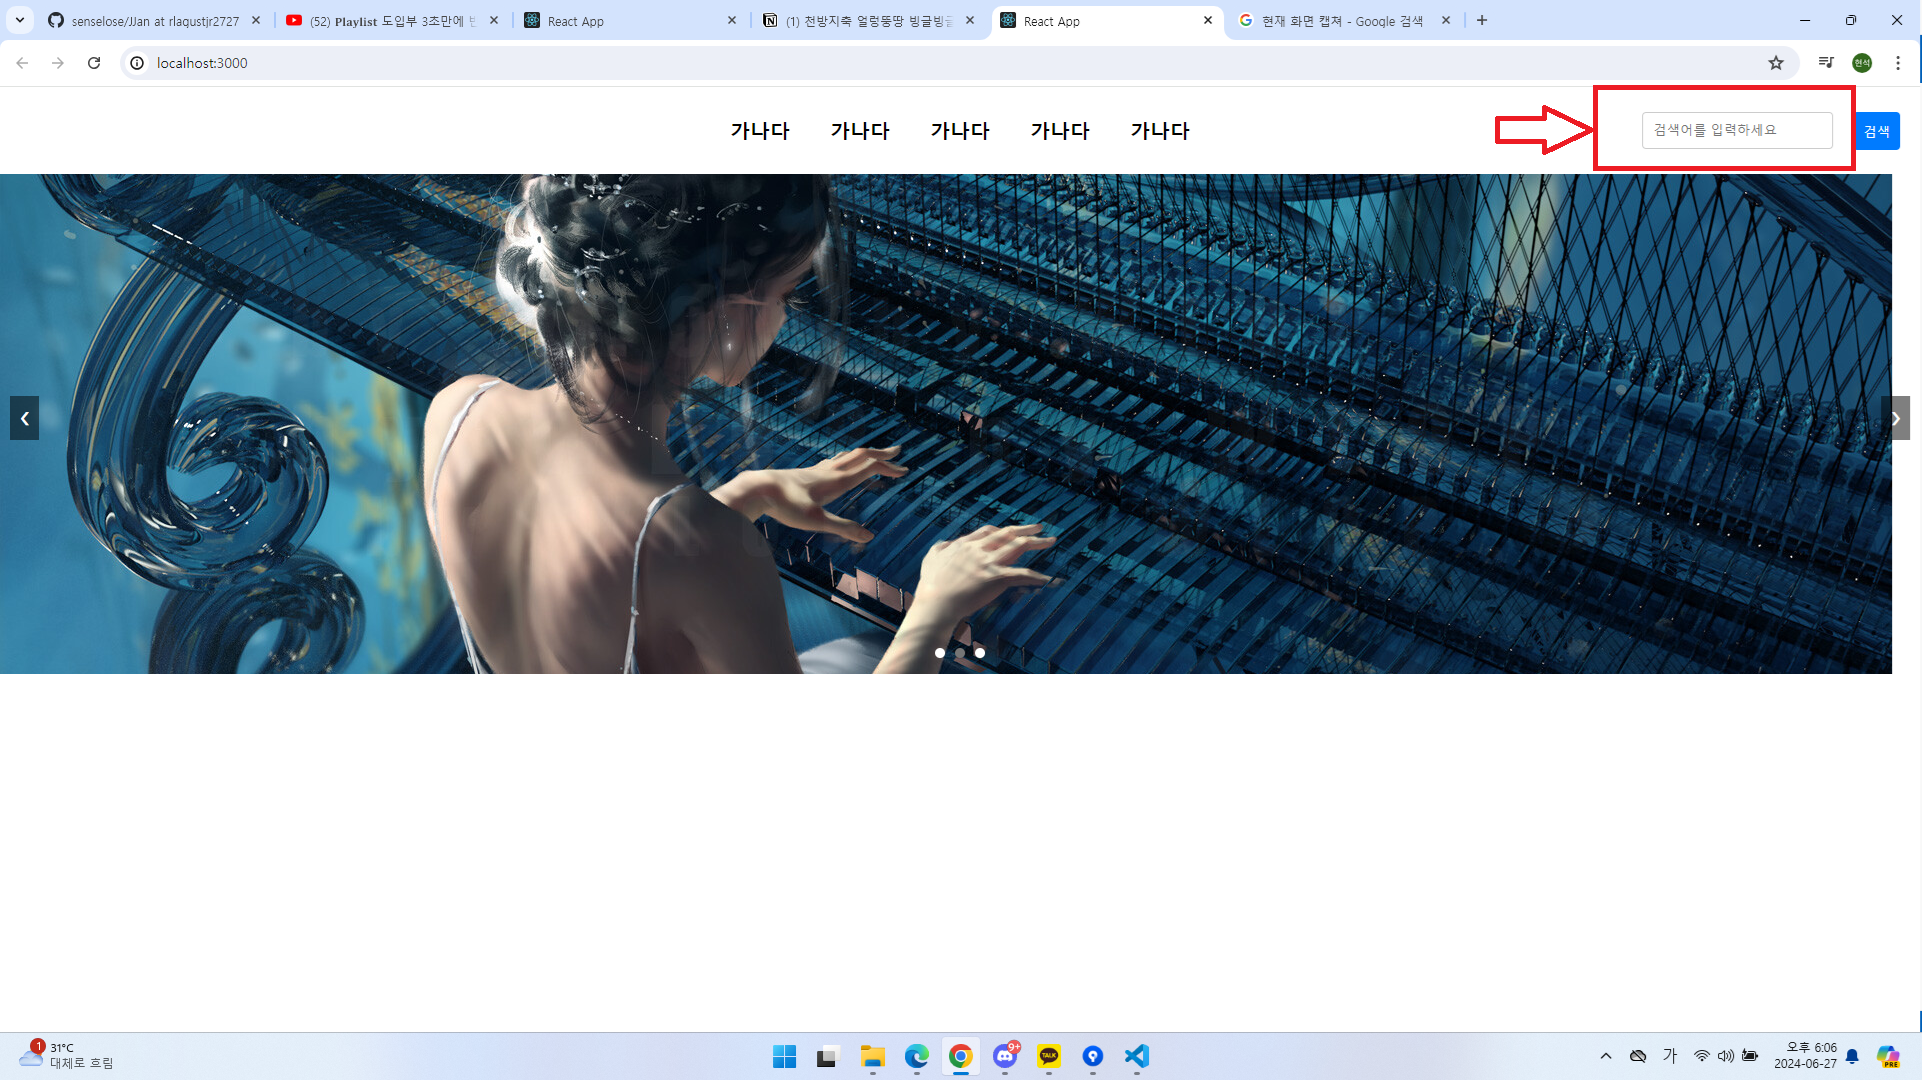 senselose/JJan at rlagustjr2727
(52) Playlist 도입부 3초만에
React App
(1) 천방지축 얼렁뚱땅 빙글빙글
React App
현재 화면 캡쳐 - Google 검색
localhost:3000
현석
가나다 가나다 가나다 가나다 가나다
검색어를 입력하세요
검색
❮
❯
1
31°C
대체로 흐림
9+
TALK
가
오후 6:06
2024-06-27
PRE